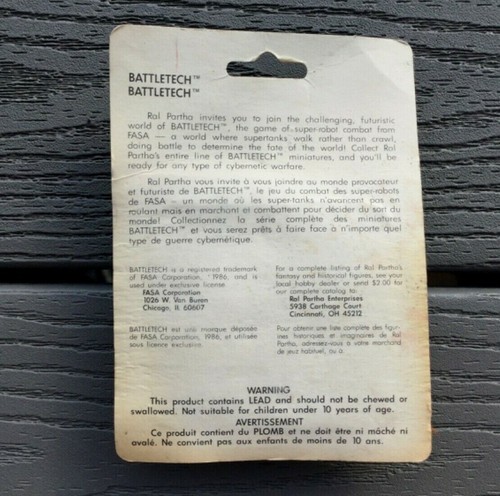 BATTLETECH™
BATTLETECH™
Ral Partha invites you to join the challenging, futuristic
world of BATTLETECH™, the game of super-robot combat from
FASA — a world where supertanks walk rather than crawl,
doing battle to determine the fate of the world! Collect Ral
Partha's entire line of BATTLETECH™ miniatures, and you'll be
ready for any type of cybernetic warfare.
Ral Partha vous invite à vous joindre au monde provocateur
et futuriste de BATTLETECH™, le jeu du combat des super-robots
de FASA — un monde où les super-tanks n'avancent pas en
roulant mais en marchant et combattent pour décider du sort du
monde! Collectionnez la série complète des miniatures
BATTLETECH™ et vous serez prêts à faire face à n'importe quel
type de guerre cybernétique.
BATTLETECH is a registered trademark
of FASA Corporation, 1986, and is
used under exclusive license.
FASA Corporation
1026 W. Van Buren
Chicago, IL 60607
BATTLETECH est une marque déposée
de FASA Corporation, 1986, et utilisée
sous licence exclusive.
For a complete listing of Ral Partha's
fantasy and historical figures, see your
local hobby dealer or send $2.00 for
our complete catalog to:
Ral Partha Enterprises
5938 Carthage Court
Cincinnati, OH 45212
Pour obtenir une liste complète des figu-
rines historiques et imaginaires de Ral
Partha, adressez-vous à votre marchand
de jeux habituel, ou à
WARNING
This product contains LEAD and should not be chewed or
swallowed. Not suitable for children under 10 years of age.
AVERTISSEMENT
Ce produit contient du PLOMB et ne doit être ni mâché ni
avalé. Ne convient pas aux enfants de moins de 10 ans.